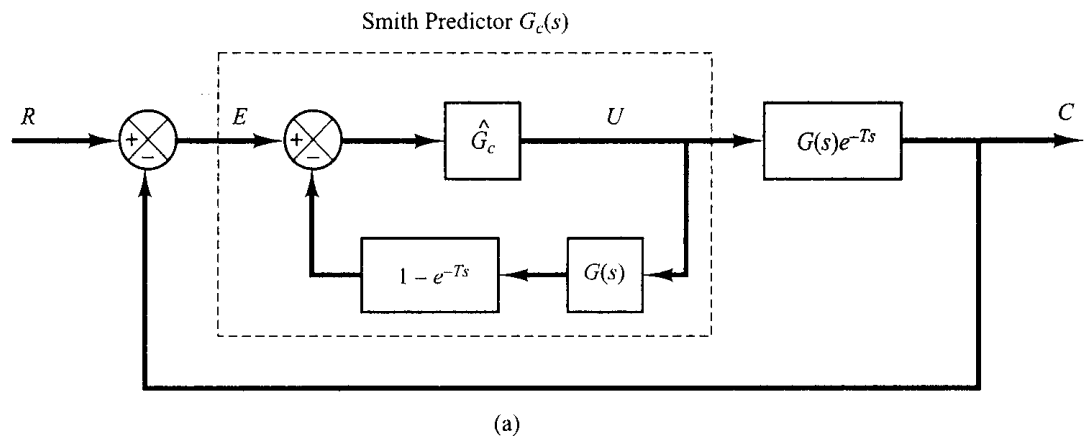 Smith Predictor G_c(s)
R
+
−
E
+
−
Ĝ_c
U
G(s)e^{−Ts}
C
1 − e^{−Ts}
G(s)
(a)